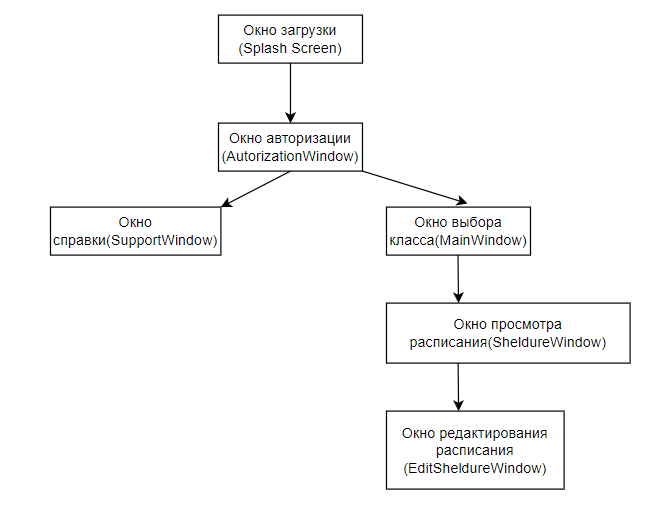 Окно загрузки
(Splash Screen)
Окно авторизации
(AutorizationWindow)
Окно
справки(SupportWindow)
Окно выбора
класса(MainWindow)
Окно просмотра
расписания(SheldureWindow)
Окно редактирования
расписания
(EditSheldureWindow)